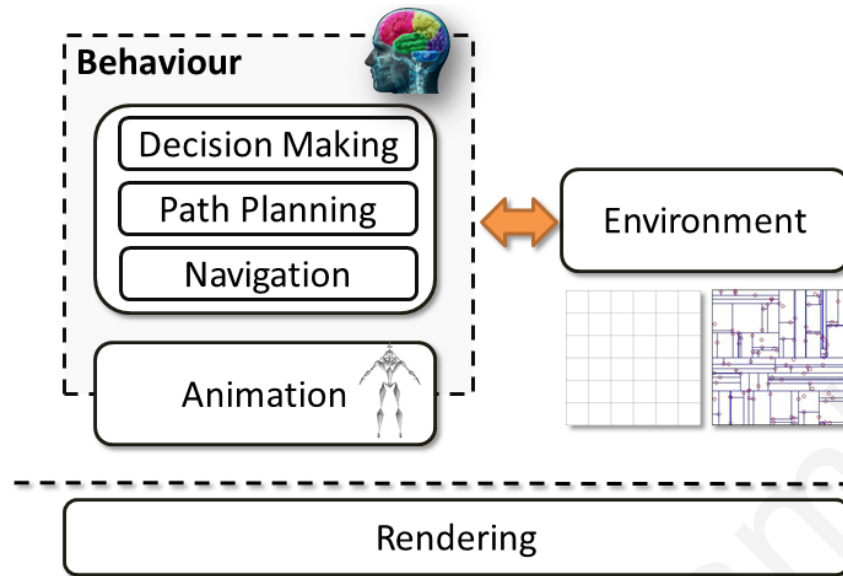 Behaviour
Decision Making
Path Planning
Navigation
Environment
Animation
Rendering